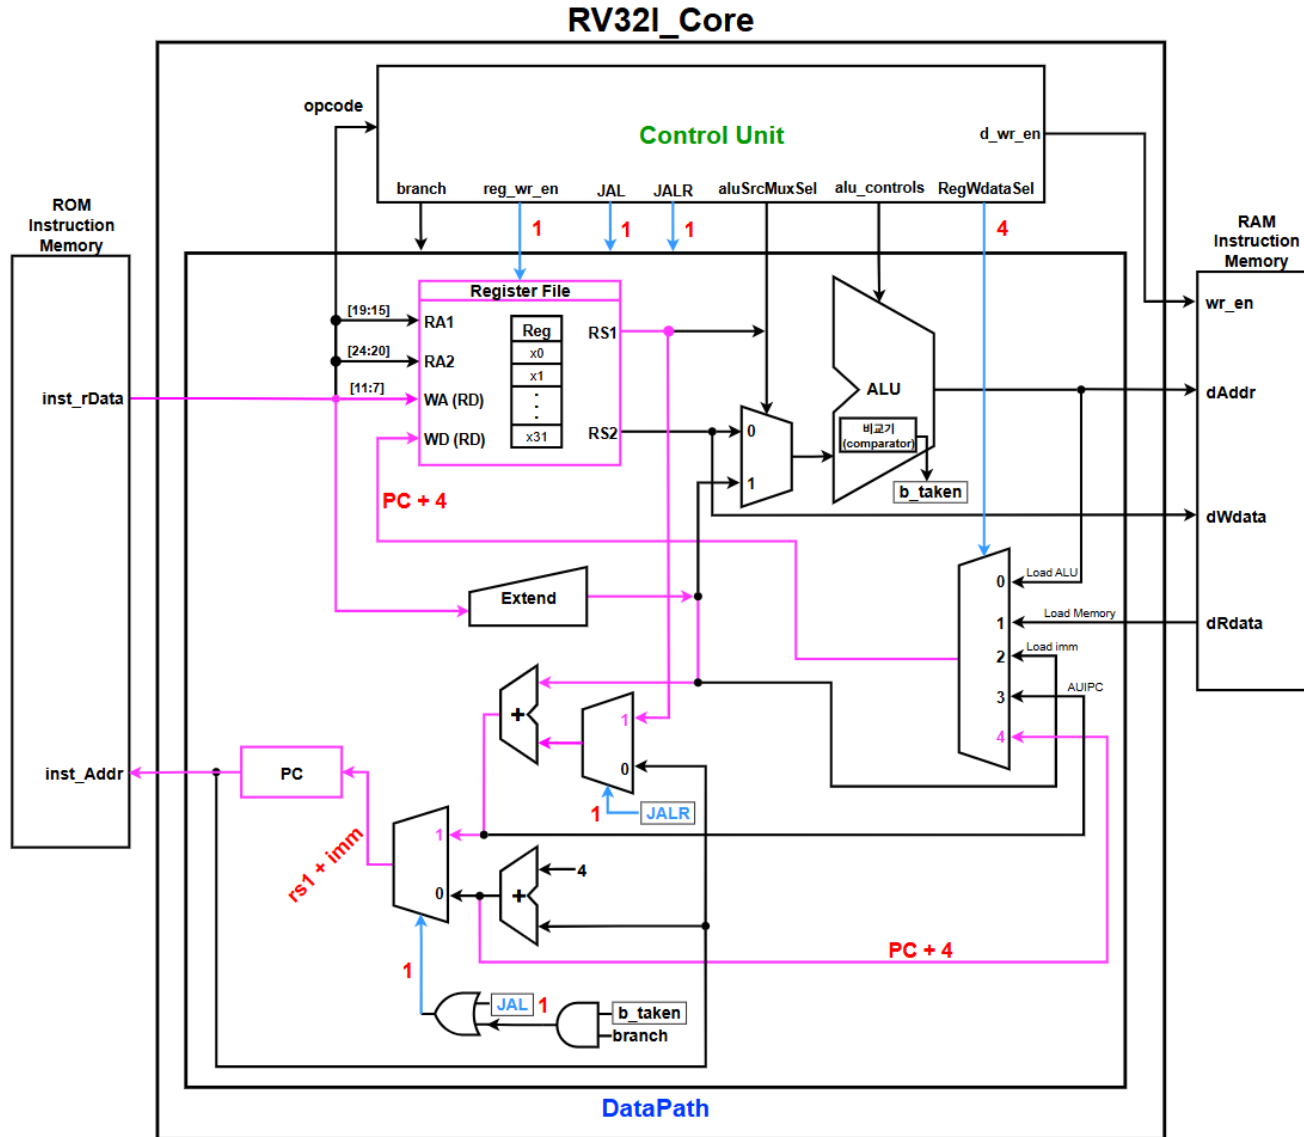 RV32I_Core
opcode
Control Unit
d_wr_en
branch
reg_wr_en
JAL
JALR
aluSrcMuxSel
alu_controls
RegWdataSel
1
1
1
4
ROM
Instruction
Memory
RAM
Instruction
Memory
Register File
[19:15]
RA1
[24:20]
RA2
[11:7]
WA (RD)
WD (RD)
Reg
x0
x1
x31
RS1
RS2
inst_rData
PC + 4
0
1
ALU
비교기
(comparator)
b_taken
wr_en
dAddr
dWdata
dRdata
Extend
0
Load ALU
1
Load Memory
2
Load imm
3
AUIPC
4
+
1
0
1
JALR
inst_Addr
PC
rs1 + imm
1
0
+
4
PC + 4
1
JAL
1
b_taken
branch
DataPath